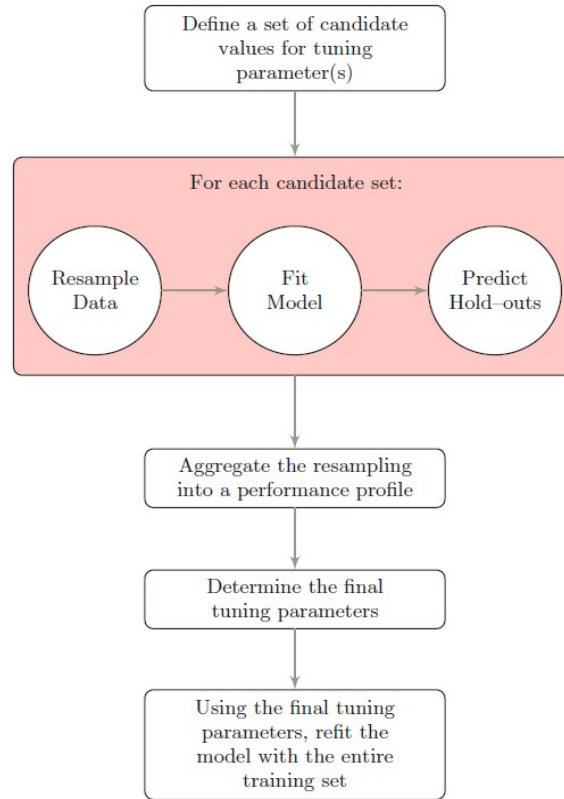 Define a set of candidate
values for tuning
parameter(s)
For each candidate set:
Resample
Data
Fit
Model
Predict
Hold–outs
Aggregate the resampling
into a performance profile
Determine the final
tuning parameters
Using the final tuning
parameters, refit the
model with the entire
training set